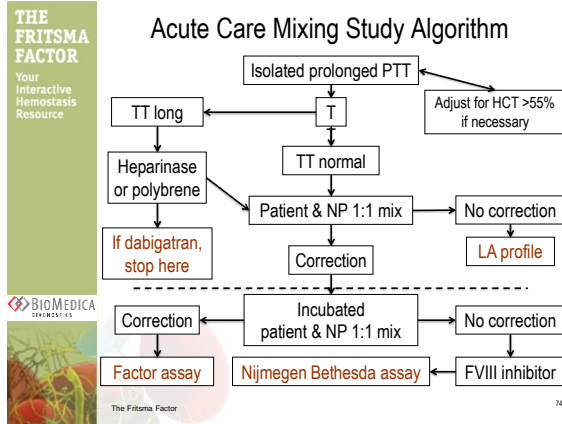 THE
FRITSMA
FACTOR
Your
Interactive
Hemostasis
Resource
Acute Care Mixing Study Algorithm
Isolated prolonged PTT
Adjust for HCT >55%
if necessary
TT long
T
TT normal
Heparinase
or polybrene
Patient & NP 1:1 mix
No correction
If dabigatran,
stop here
Correction
LA profile
BIOMEDICA
DIAGNOSTICS
Correction
Incubated
patient & NP 1:1 mix
No correction
Factor assay
Nijmegen Bethesda assay
FVIII inhibitor
The Fritsma Factor
74